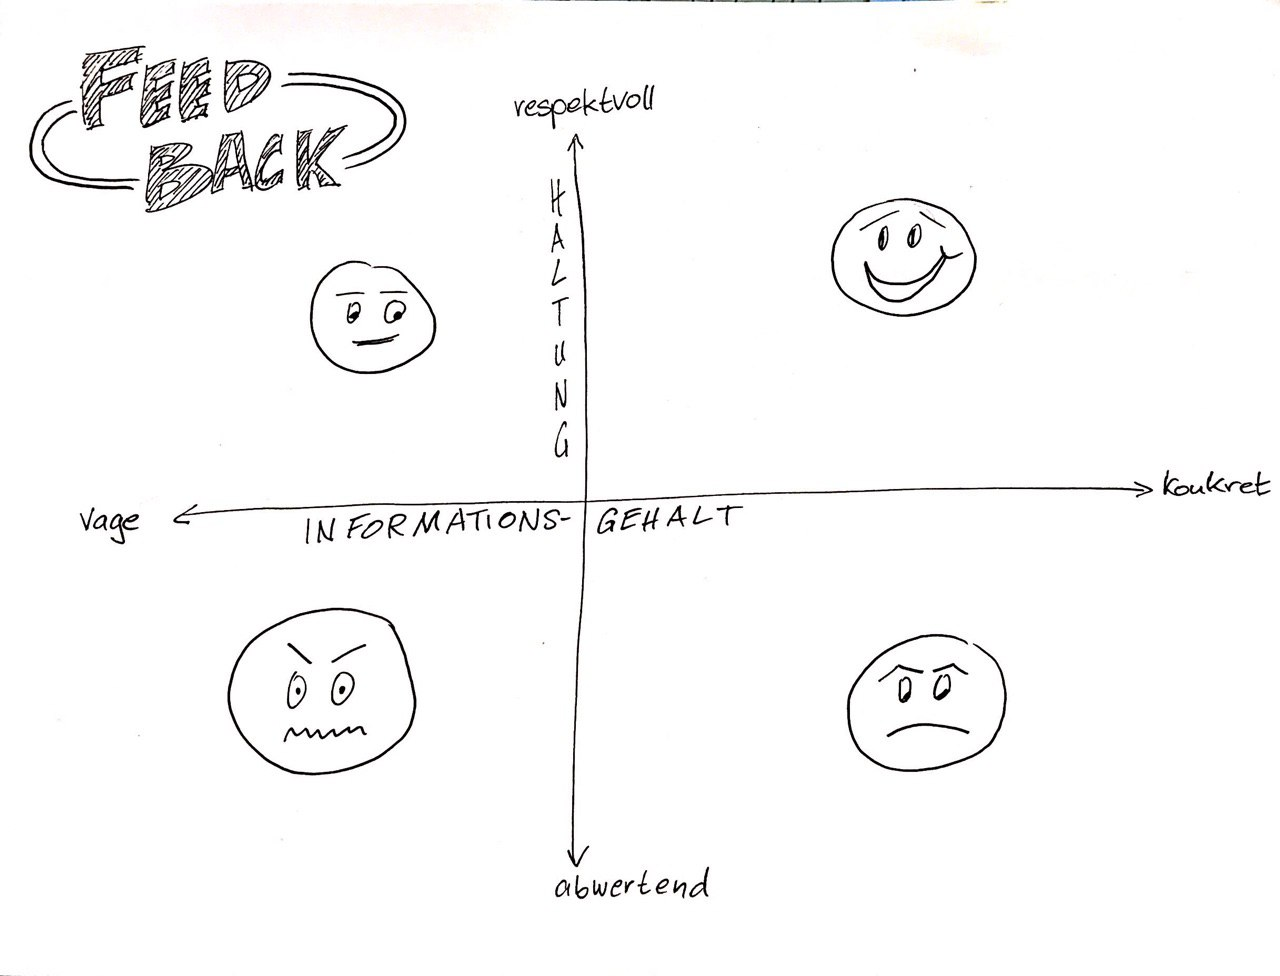 FEED
BACK
respektvoll
HALTUNG
konkret
vage
INFORMATIONS-GEHALT
abwertend